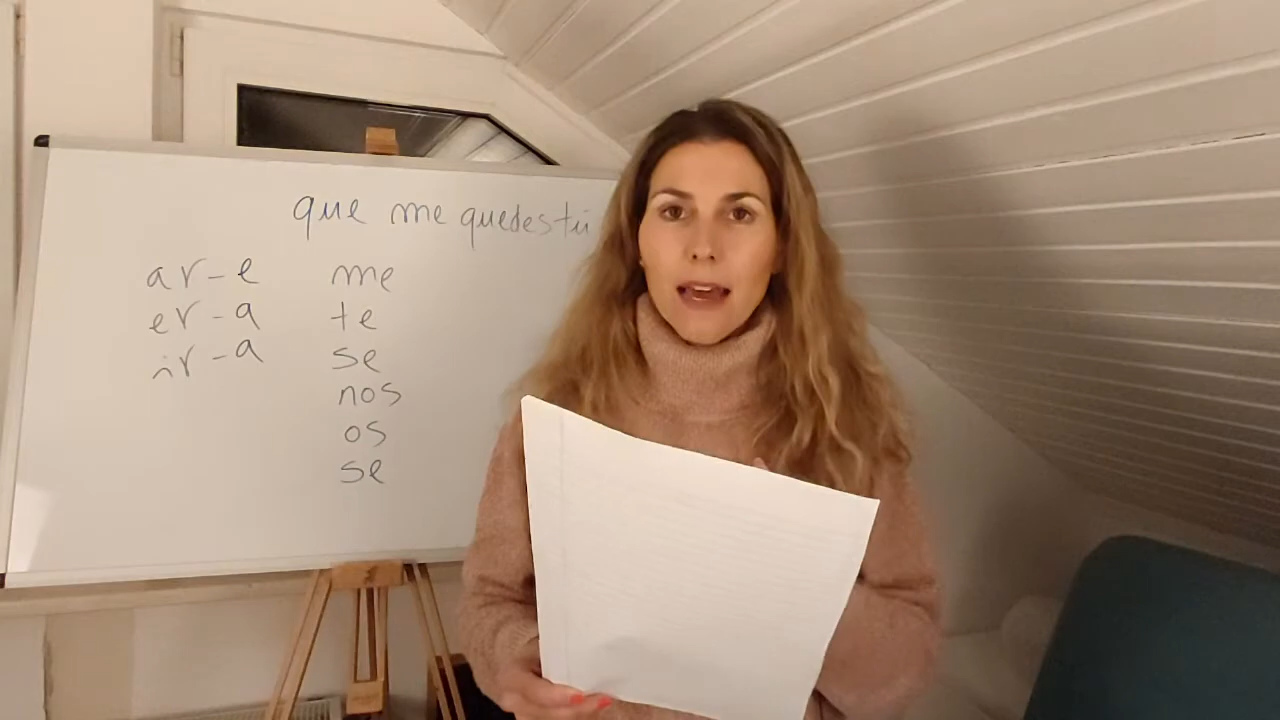 que me quedes tú
ar - e
er - a
ir - a
me
te
se
nos
os
se